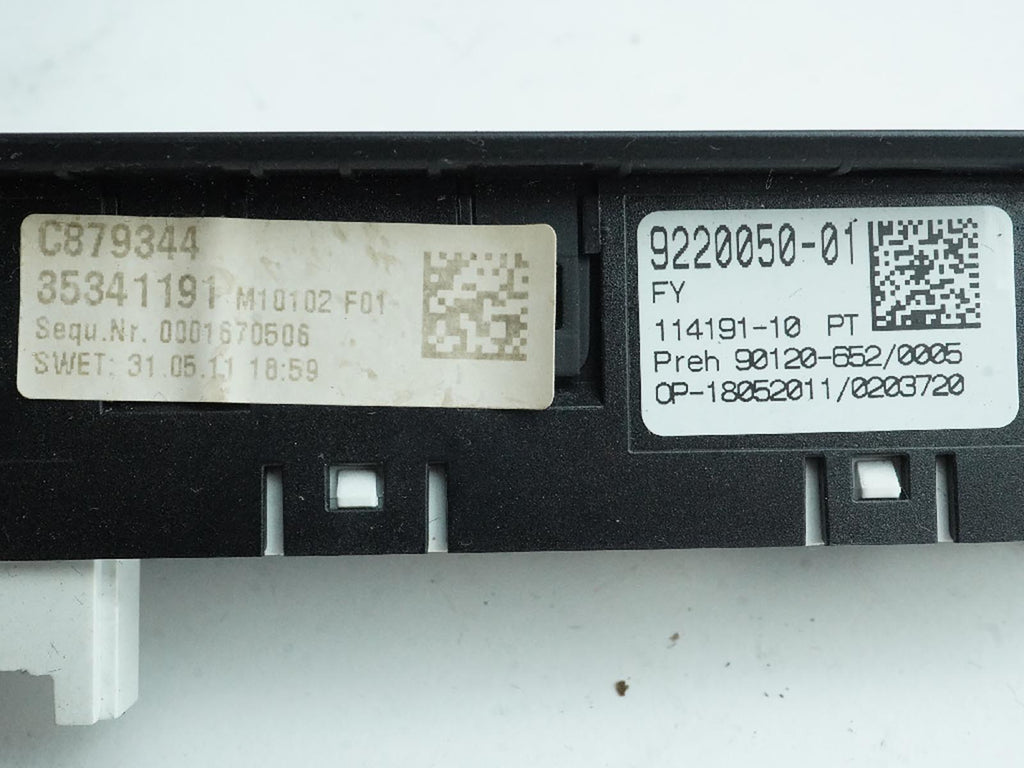 C879344
35341191 M10102 F01
Sequ.Nr. 0001670506
SWET: 31.05.11 18:59
9220050-01
FY
114191-10 PT
Preh 90120-652/0005
OP-18052011/0203720